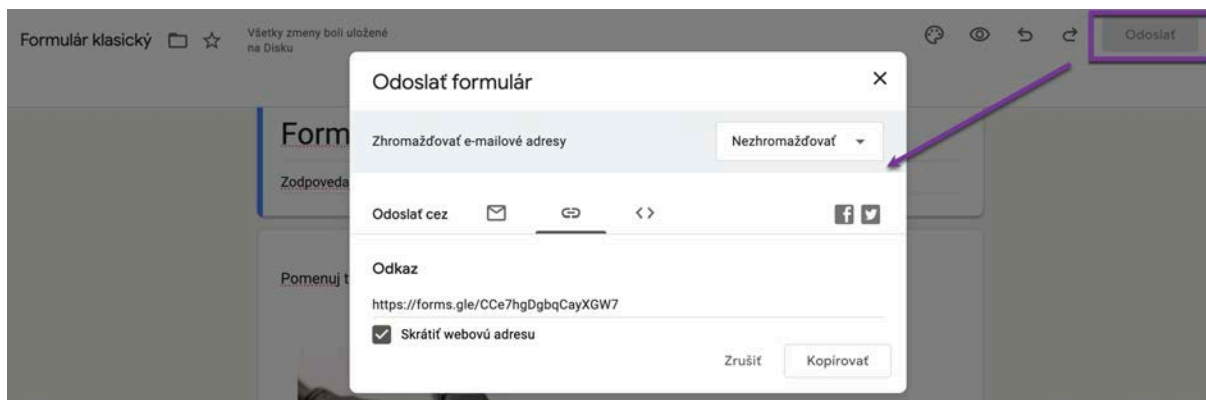 Formulár klasický
Všetky zmeny boli uložené
na Disku
Odoslať
Odoslať formulár
Form
Zhromažďovať e-mailové adresy
Nezhromažďovať
Zodpoveda
Odoslať cez
Pomenuj t
Odkaz
https://forms.gle/CCe7hgDgbqCayXGW7
Skrátiť webovú adresu
Zrušiť
Kopírovať